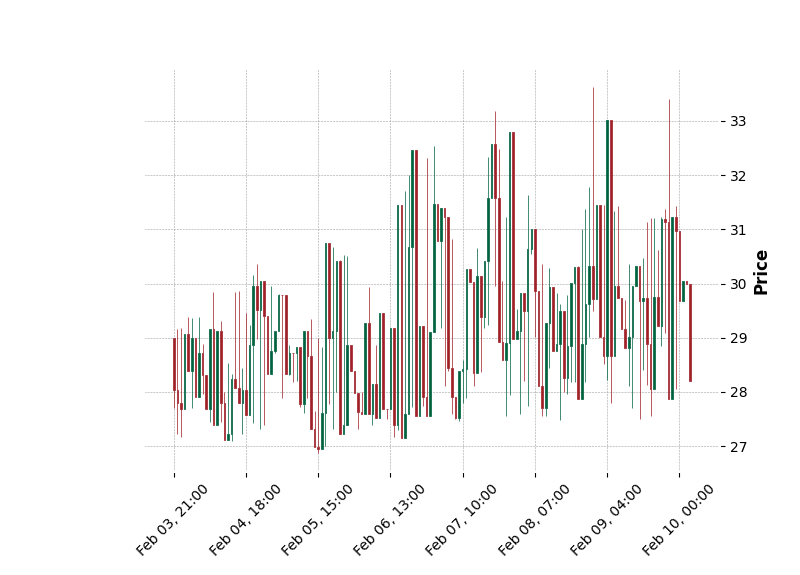 33
32
31
30
29
28
27
Price
Feb 03, 21:00
Feb 04, 18:00
Feb 05, 15:00
Feb 06, 13:00
Feb 07, 10:00
Feb 08, 07:00
Feb 09, 04:00
Feb 10, 00:00